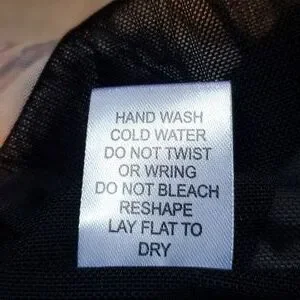 HAND WASH
COLD WATER
DO NOT TWIST
OR WRING
DO NOT BLEACH
RESHAPE
LAY FLAT TO
DRY